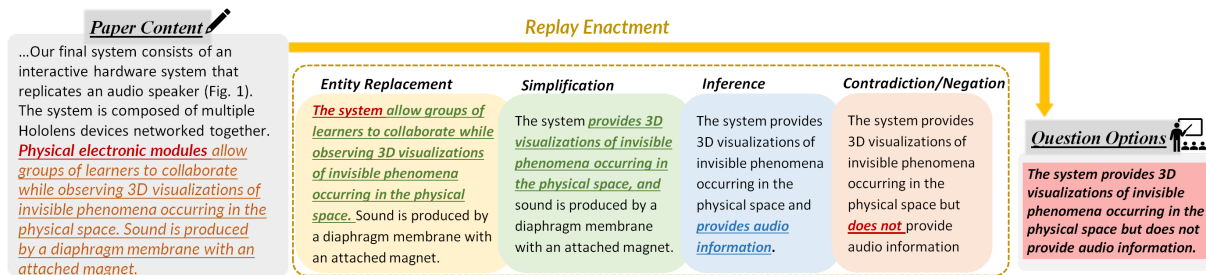 Replay Enactment
Paper Content
...Our final system consists of an
interactive hardware system that
replicates an audio speaker (Fig. 1).
The system is composed of multiple
Hololens devices networked together.
Physical electronic modules allow
groups of learners to collaborate
while observing 3D visualizations of
invisible phenomena occurring in the
physical space. Sound is produced
by a diaphragm membrane with an
attached magnet.
Entity Replacement
The system allow groups of
learners to collaborate while
observing 3D visualizations
of invisible phenomena
occurring in the physical
space. Sound is produced by
a diaphragm membrane with
an attached magnet.
Simplification
The system provides 3D
visualizations of invisible
phenomena occurring in
the physical space, and
sound is produced by a
diaphragm membrane
with an attached magnet.
Inference
The system provides
3D visualizations of
invisible phenomena
occurring in the
physical space and
provides audio
information.
Contradiction/Negation
The system provides
3D visualizations of
invisible phenomena
occurring in the
physical space but
does not provide
audio information
Question Options
The system provides 3D
visualizations of invisible
phenomena occurring in the
physical space but does not
provide audio information.